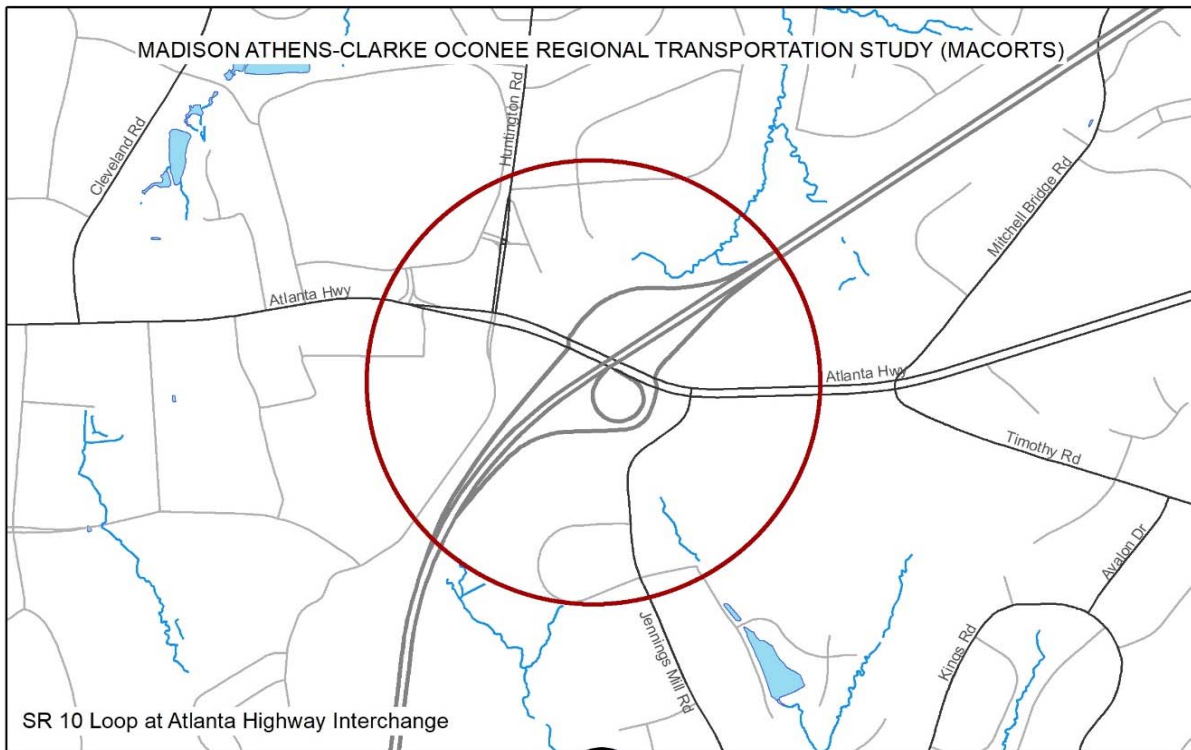 MADISON ATHENS-CLARKE OCONEE REGIONAL TRANSPORTATION STUDY (MACORTS)
Cleveland Rd
Huntington Rd
Mitchell Bridge Rd
Atlanta Hwy
Atlanta Hwy
Timothy Rd
Avalon Dr
Jennings Mill Rd
Kings Rd
SR 10 Loop at Atlanta Highway Interchange